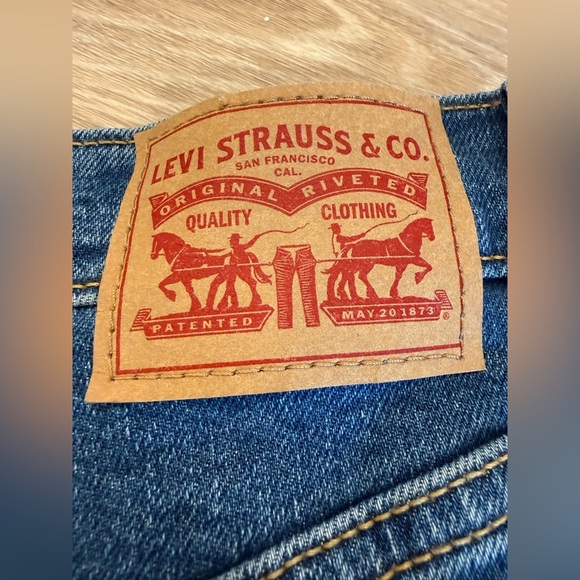 LEVI STRAUSS & CO.
SAN FRANCISCO
CAL.
ORIGINAL RIVETED
QUALITY CLOTHING
PATENTED MAY 20 1873 ®